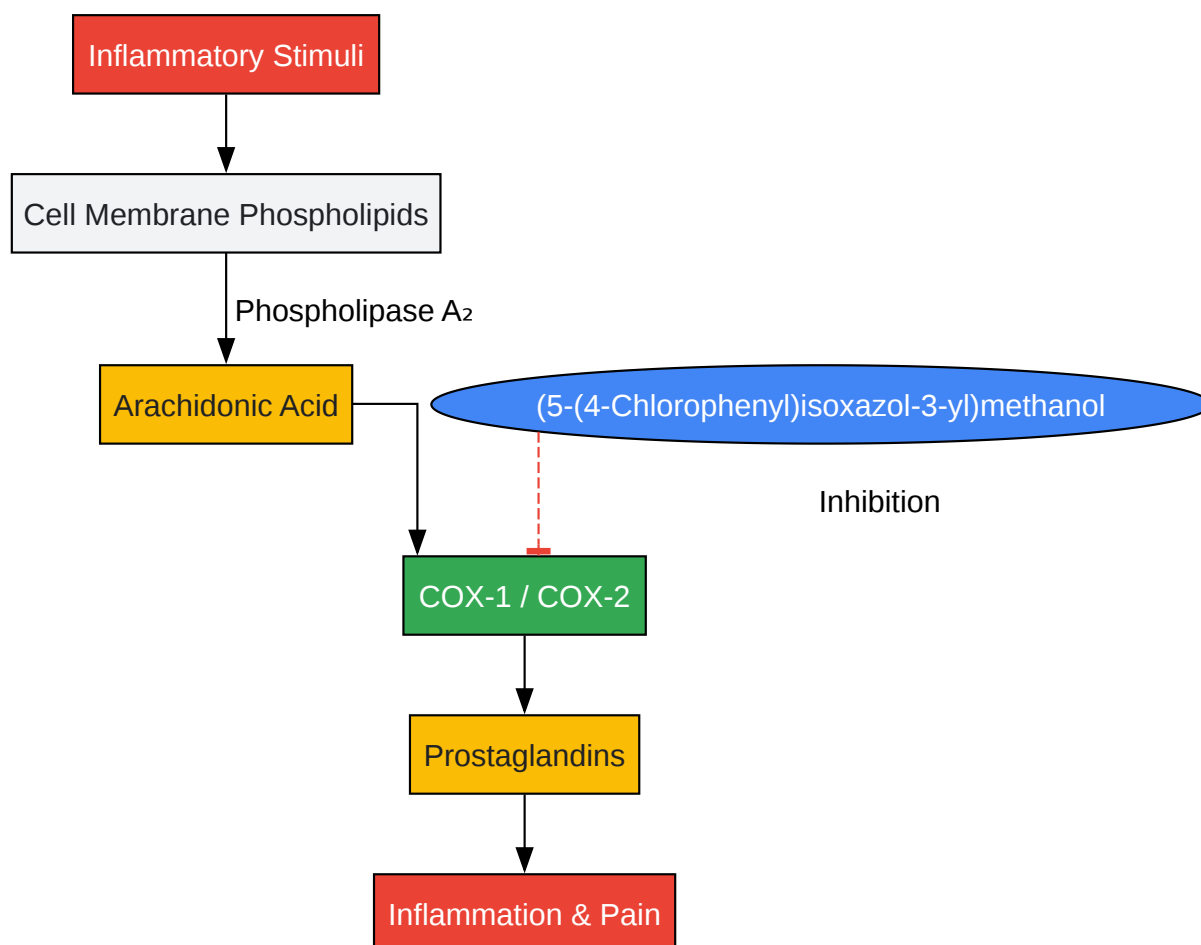 Inflammatory Stimuli
Cell Membrane Phospholipids
Phospholipase A₂
Arachidonic Acid
(5-(4-Chlorophenyl)isoxazol-3-yl)methanol
Inhibition
COX-1 / COX-2
Prostaglandins
Inflammation & Pain